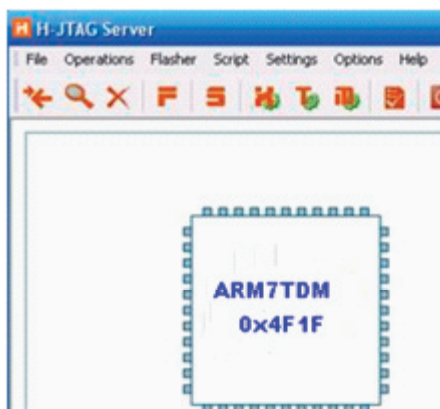 H H-JTAG Server
File Operations Flasher Script Settings Options Help
ARM7TDM
0x4F1F